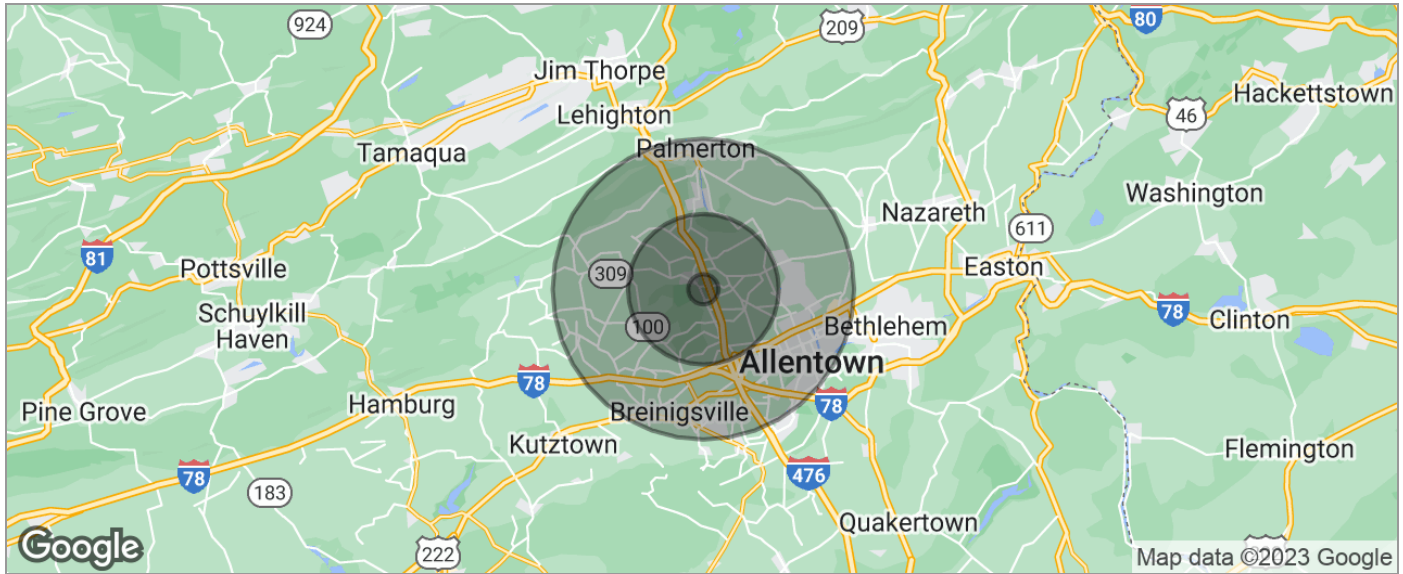 924
209
80
Jim Thorpe
Hackettstown
46
Lehighton
Tamaqua
Palmerton
Washington
Nazareth
611
81
Pottsville
309
Easton
78
Schuylkill
Haven
100
Bethlehem
Clinton
Allentown
78
Pine Grove
Hamburg
Breinigsville
78
Kutztown
Flemington
78
476
183
Quakertown
222
Google
Map data ©2023 Google